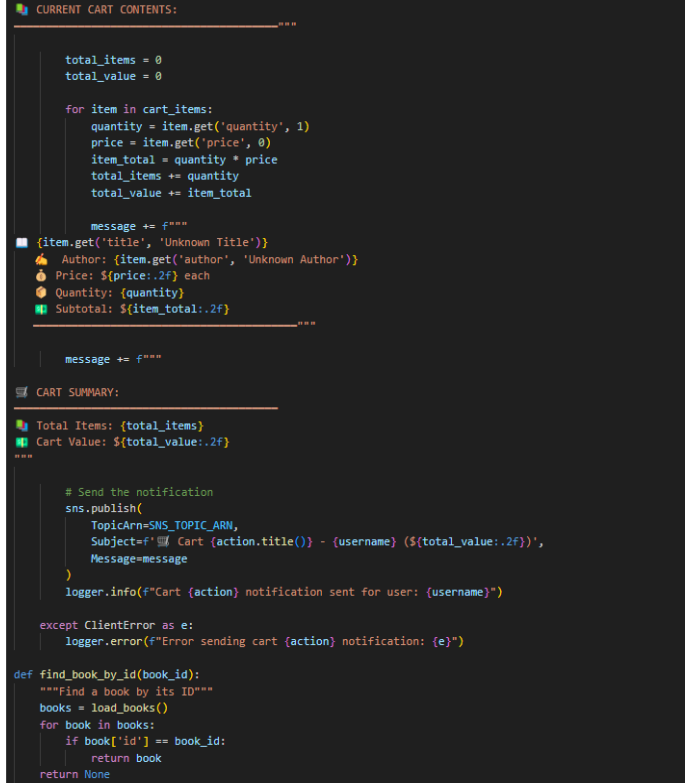 📚 CURRENT CART CONTENTS:
━━━━━━━━━━━━━━━━━━━━━━━━━━━━━━━━━━━━━━━━"""
total_items = 0
total_value = 0
for item in cart_items:
quantity = item.get('quantity', 1)
price = item.get('price', 0)
item_total = quantity * price
total_items += quantity
total_value += item_total
message += f"""
📖 {item.get('title', 'Unknown Title')}
✍️ Author: {item.get('author', 'Unknown Author')}
💰 Price: ${price:.2f} each
📦 Quantity: {quantity}
💵 Subtotal: ${item_total:.2f}
━━━━━━━━━━━━━━━━━━━━━━━━━━━━━━━━━━━━━━━━"""
message += f"""
🛒 CART SUMMARY:
━━━━━━━━━━━━━━━━━━━━━━━━━━━━━━━━━━━━━━━━
📚 Total Items: {total_items}
💵 Cart Value: ${total_value:.2f}
"""
# Send the notification
sns.publish(
TopicArn=SNS_TOPIC_ARN,
Subject=f'🛒 Cart {action.title()} - {username} (${total_value:.2f})',
Message=message
)
logger.info(f"Cart {action} notification sent for user: {username}")
except ClientError as e:
logger.error(f"Error sending cart {action} notification: {e}")
def find_book_by_id(book_id):
"""Find a book by its ID"""
books = load_books()
for book in books:
if book['id'] == book_id:
return book
return None